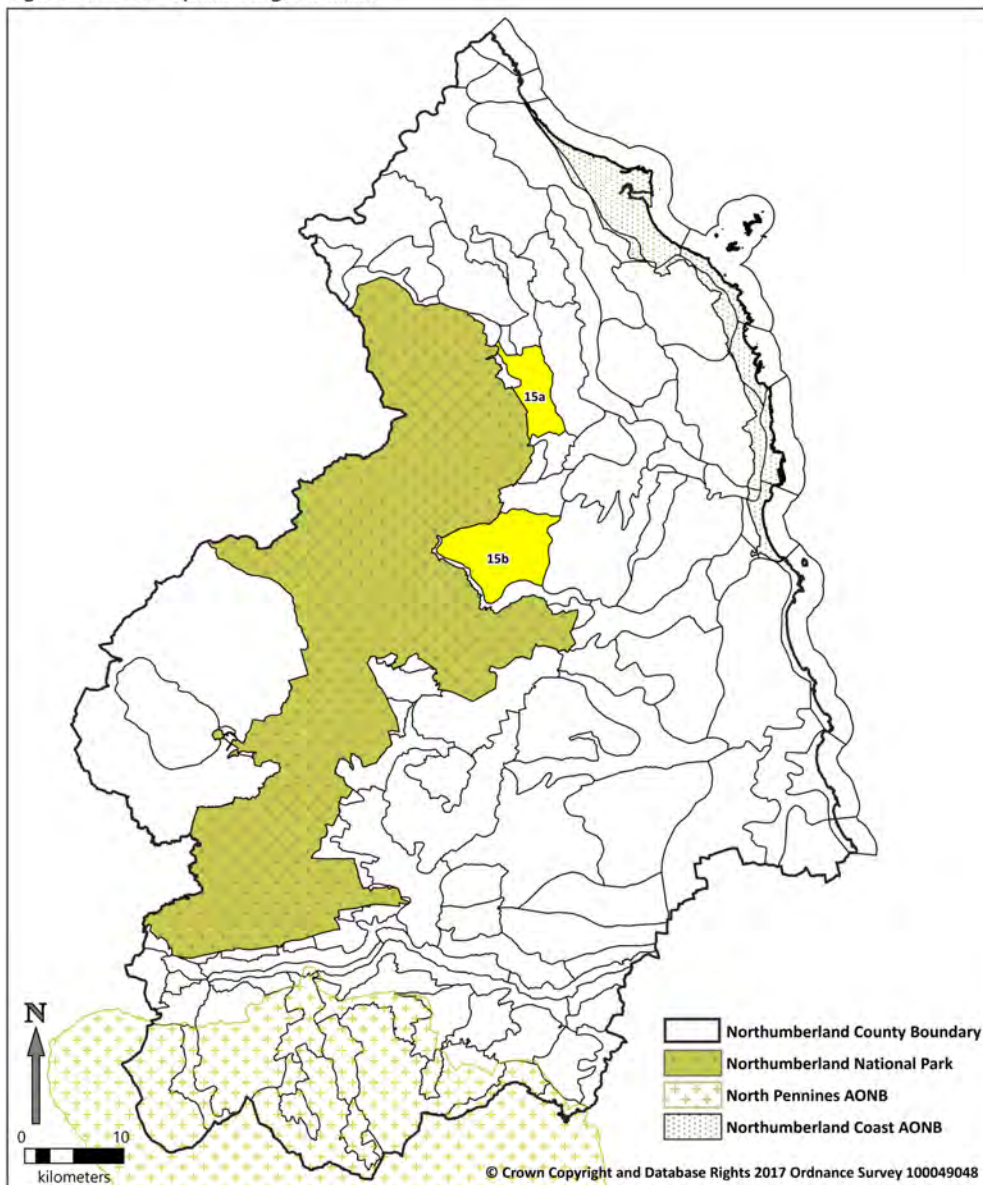 15a
15b
N
0 10
kilometers
Northumberland County Boundary
Northumberland National Park
North Pennines AONB
Northumberland Coast AONB
© Crown Copyright and Database Rights 2017 Ordnance Survey 100049048